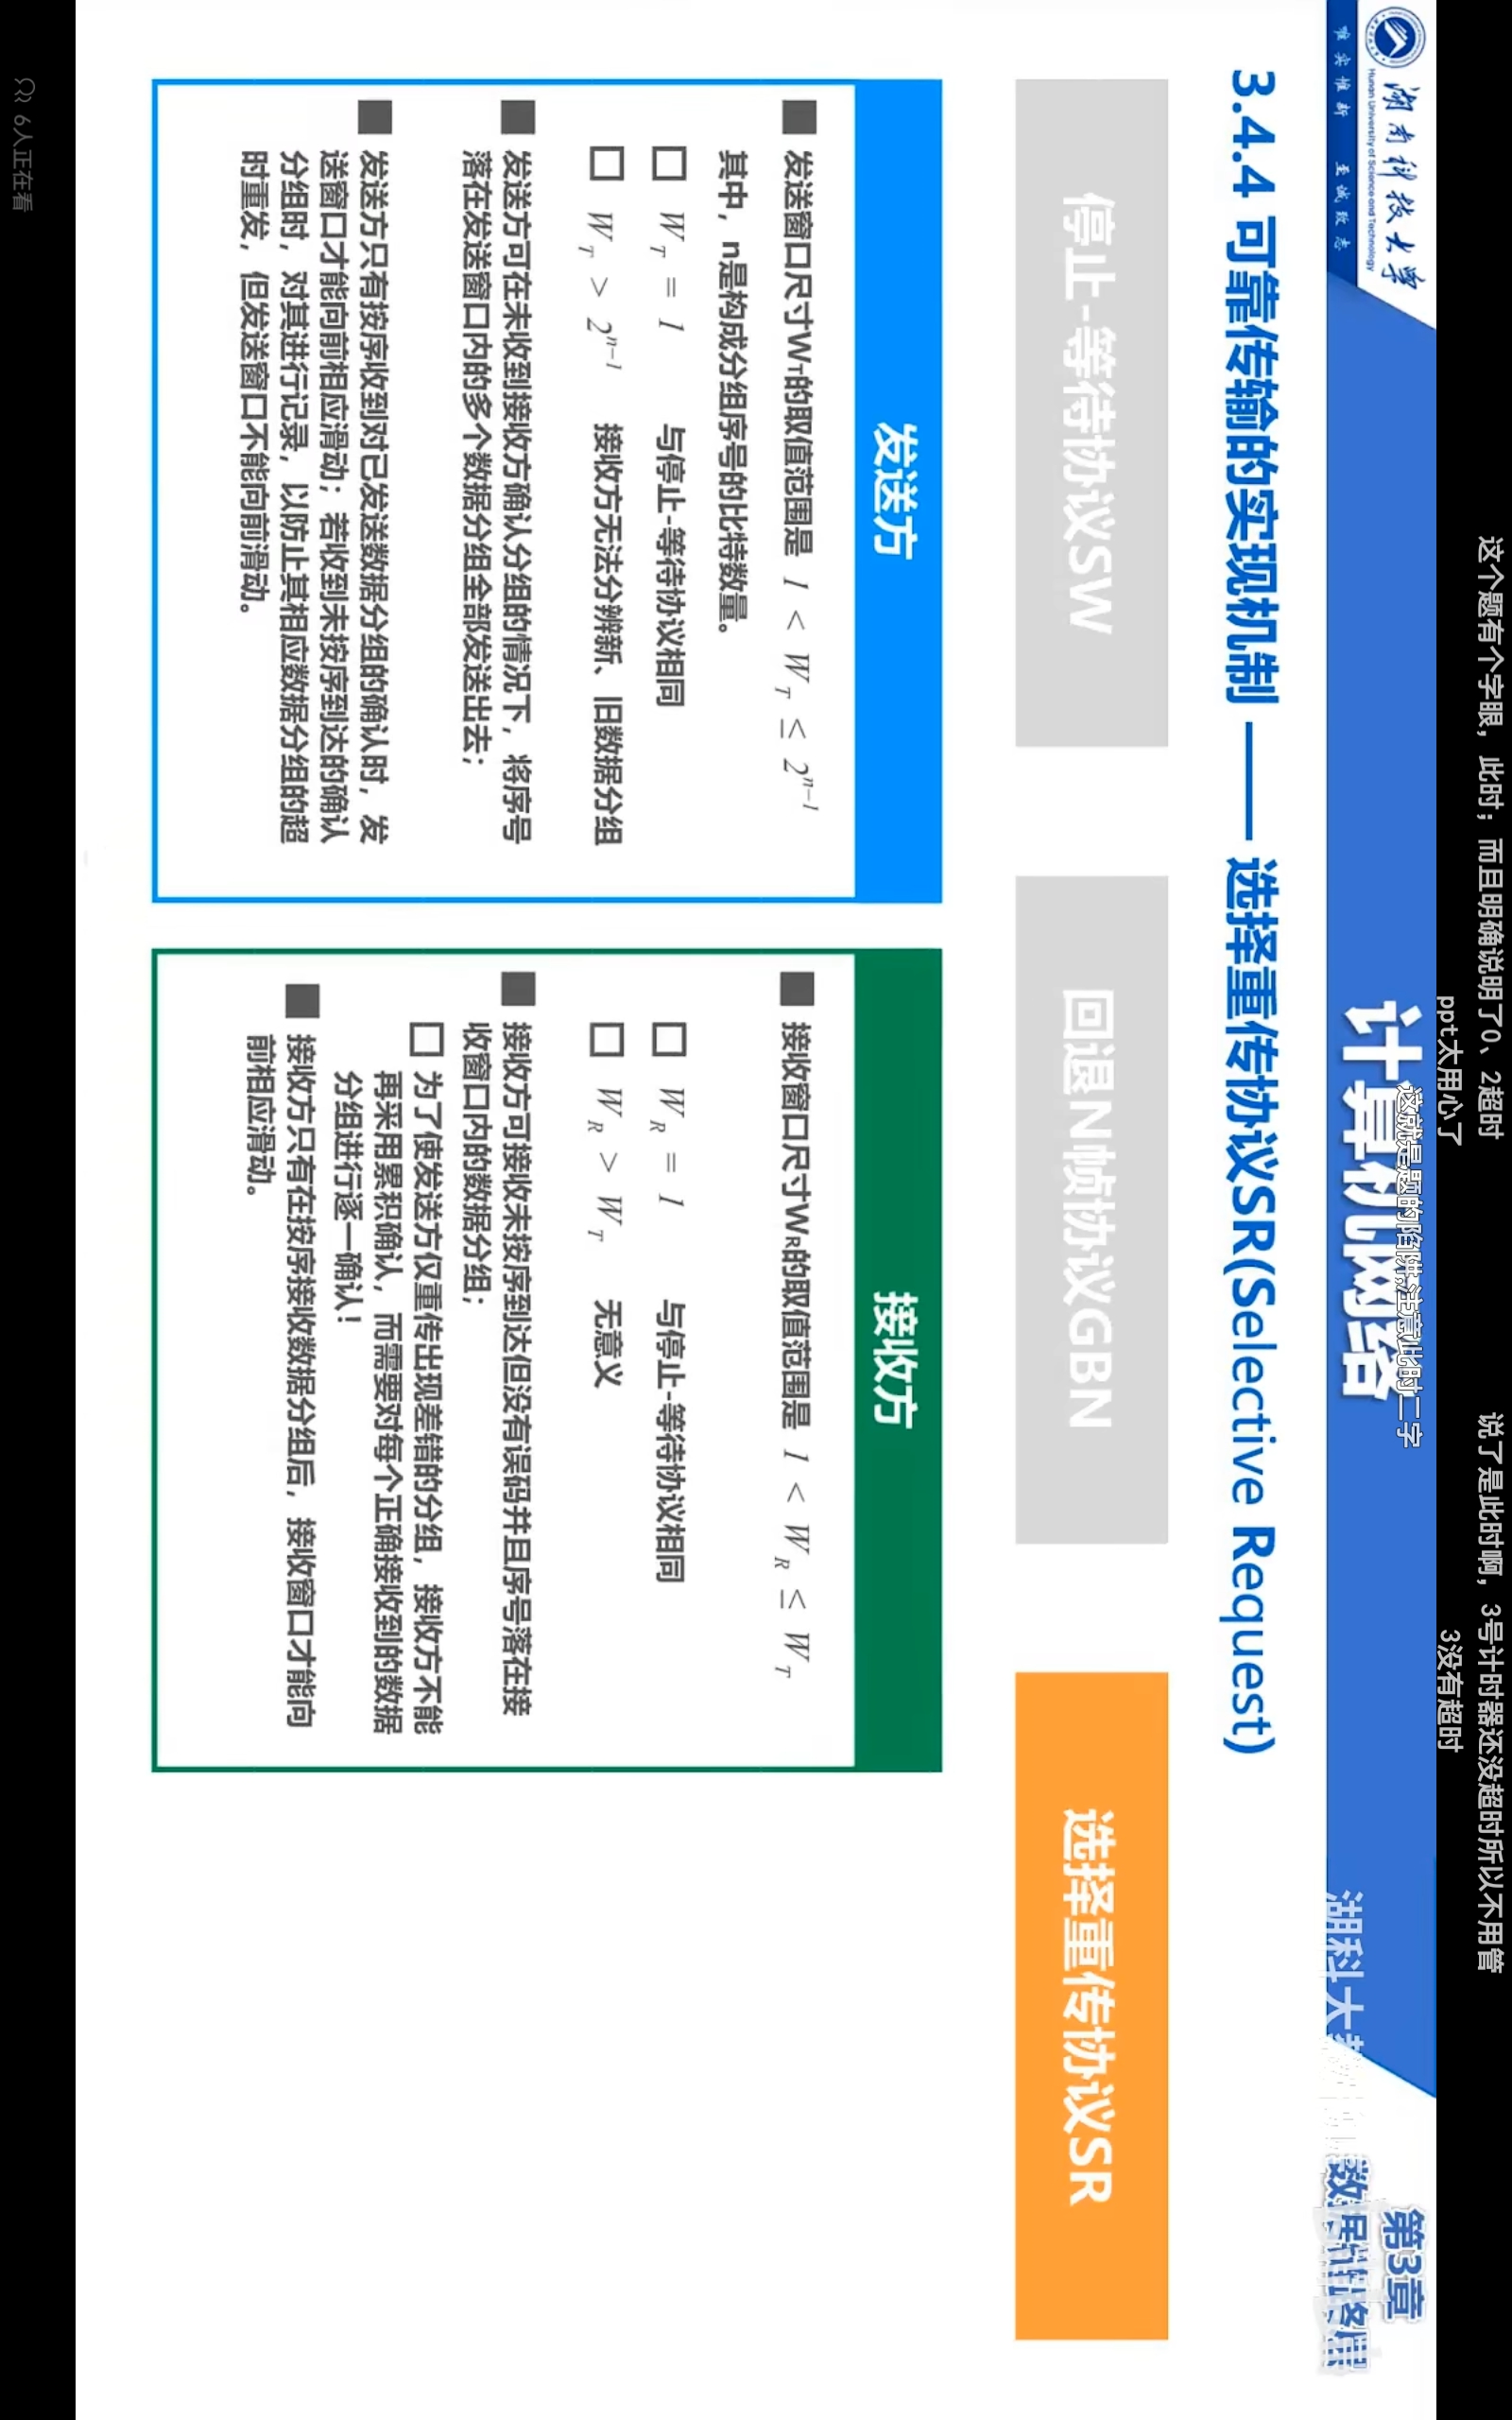 这个题有个字眼，此时；而且明确说明了0、2超时
说了是此时啊，3号计时器还没超时所以不用管
ppt太用心了
3没有超时
这就是题的陷阱，注意此时二字
湖南科技大学
Hunan University of Science and Technology
唯实惟新 至诚致志
计算机网络
湖科大教
第3章
数据链路层
3.4.4 可靠传输的实现机制 —— 选择重传协议SR(Selective Request)
停止-等待协议SW
回退N帧协议GBN
选择重传协议SR
发送方
■ 发送窗口尺寸WT的取值范围是 1 < WT ≤ 2^(n-1)
其中，n是构成分组序号的比特数量。
□ WT = 1 与停止-等待协议相同
□ WT > 2^(n-1) 接收方无法分辨新、旧数据分组
■ 发送方可在未收到接收方确认分组的情况下，将序号
落在发送窗口内的多个数据分组全部发送出去；
■ 发送方只有按序收到对已发送数据分组的确认时，发
送窗口才能向前相应滑动；若收到未按序到达的确认
分组时，对其进行记录，以防止其相应数据分组的超
时重发，但发送窗口不能向前滑动。
接收方
■ 接收窗口尺寸WR的取值范围是 1 < WR ≤ WT
□ WR = 1 与停止-等待协议相同
□ WR > WT 无意义
■ 接收方可接收未按序到达但没有误码并且序号落在接
收窗口内的数据分组；
□ 为了使发送方仅重传出现差错的分组，接收方不能
再采用累积确认，而需要对每个正确接收到的数据
分组进行逐一确认！
■ 接收方只有在按序接收数据分组后，接收窗口才能向
前相应滑动。
6人正在看